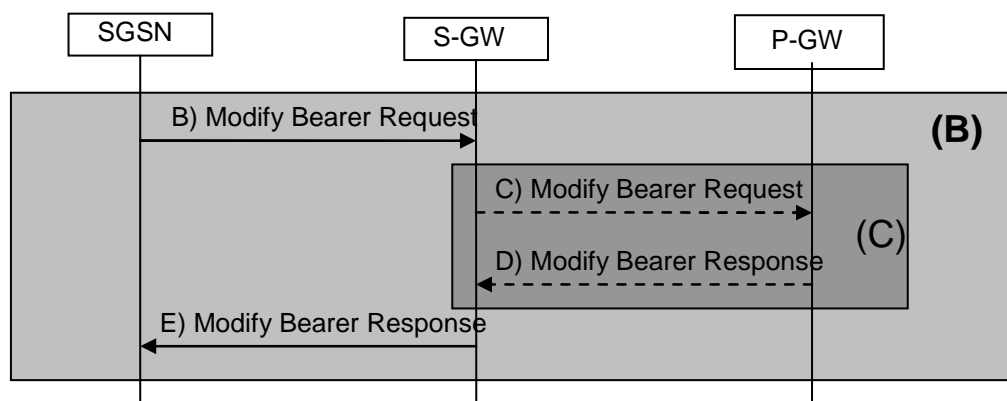 SGSN
S-GW
P-GW
B) Modify Bearer Request
(B)
C) Modify Bearer Request
(C)
D) Modify Bearer Response
E) Modify Bearer Response